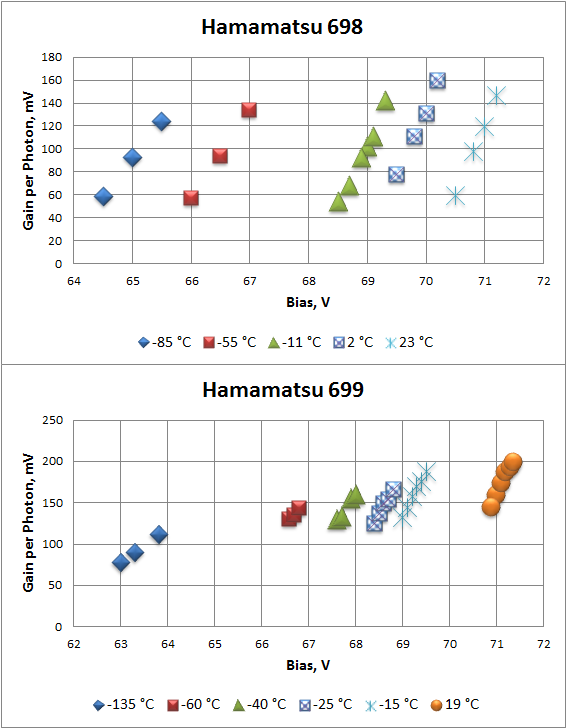 Hamamatsu 698
Gain per Photon, mV
180
160
140
120
100
80
60
40
20
0
64 65 66 67 68 69 70 71 72
Bias, V
-85 °C -55 °C -11 °C 2 °C 23 °C
Hamamatsu 699
Gain per Photon, mV
250
200
150
100
50
0
62 63 64 65 66 67 68 69 70 71 72
Bias, V
-135 °C -60 °C -40 °C -25 °C -15 °C 19 °C